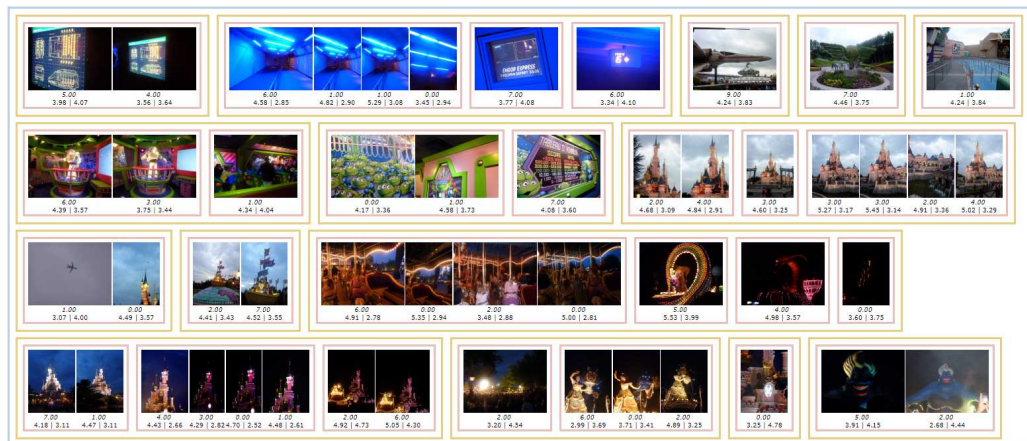 5.00
3.98 | 4.07
4.00
3.56 | 3.64
6.00
4.58 | 2.85
1.00
4.82 | 2.90
1.00
5.29 | 3.08
0.00
3.45 | 2.94
7.00
3.77 | 4.08
6.00
3.34 | 4.10
9.00
4.24 | 3.83
7.00
4.46 | 3.75
1.00
4.24 | 3.84
6.00
4.39 | 3.57
3.00
3.75 | 3.44
1.00
4.34 | 4.04
0.00
4.17 | 3.36
1.00
4.58 | 3.73
7.00
4.08 | 3.60
2.00
4.68 | 3.09
4.00
4.84 | 2.91
3.00
4.60 | 3.25
3.00
5.27 | 3.17
3.00
5.45 | 3.14
2.00
4.91 | 3.36
4.00
5.02 | 3.29
1.00
3.07 | 4.00
0.00
4.49 | 3.57
2.00
4.41 | 3.43
7.00
4.52 | 3.55
6.00
4.91 | 2.78
0.00
5.35 | 2.94
2.00
3.48 | 2.88
0.00
5.00 | 2.81
5.00
5.53 | 3.99
4.00
4.98 | 3.57
0.00
3.60 | 3.75
7.00
4.18 | 3.11
1.00
4.47 | 3.11
4.00
4.43 | 2.66
3.00
4.29 | 2.82
0.00
4.70 | 2.52
1.00
4.48 | 2.61
2.00
4.92 | 4.73
6.00
5.05 | 4.30
2.00
3.20 | 4.54
6.00
2.99 | 3.69
0.00
3.71 | 3.41
2.00
4.89 | 3.25
0.00
3.25 | 4.78
5.00
3.91 | 4.15
2.00
2.68 | 4.44